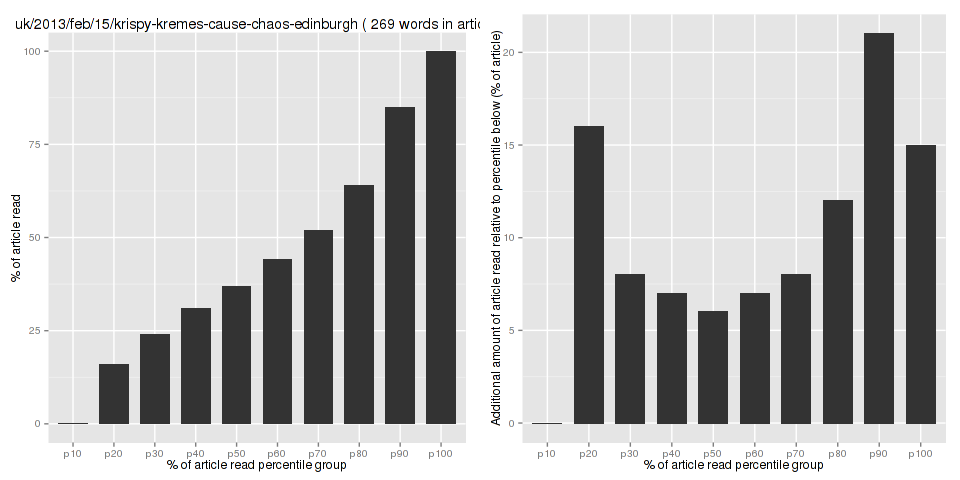 uk/2013/feb/15/krispy-kremes-cause-chaos-edinburgh ( 269 words in artic
% of article read
100
75
50
25
0
p10 p20 p30 p40 p50 p60 p70 p80 p90 p100
% of article read percentile group
Additional amount of article read relative to percentile below (% of article)
20
15
10
5
0
p10 p20 p30 p40 p50 p60 p70 p80 p90 p100
% of article read percentile group